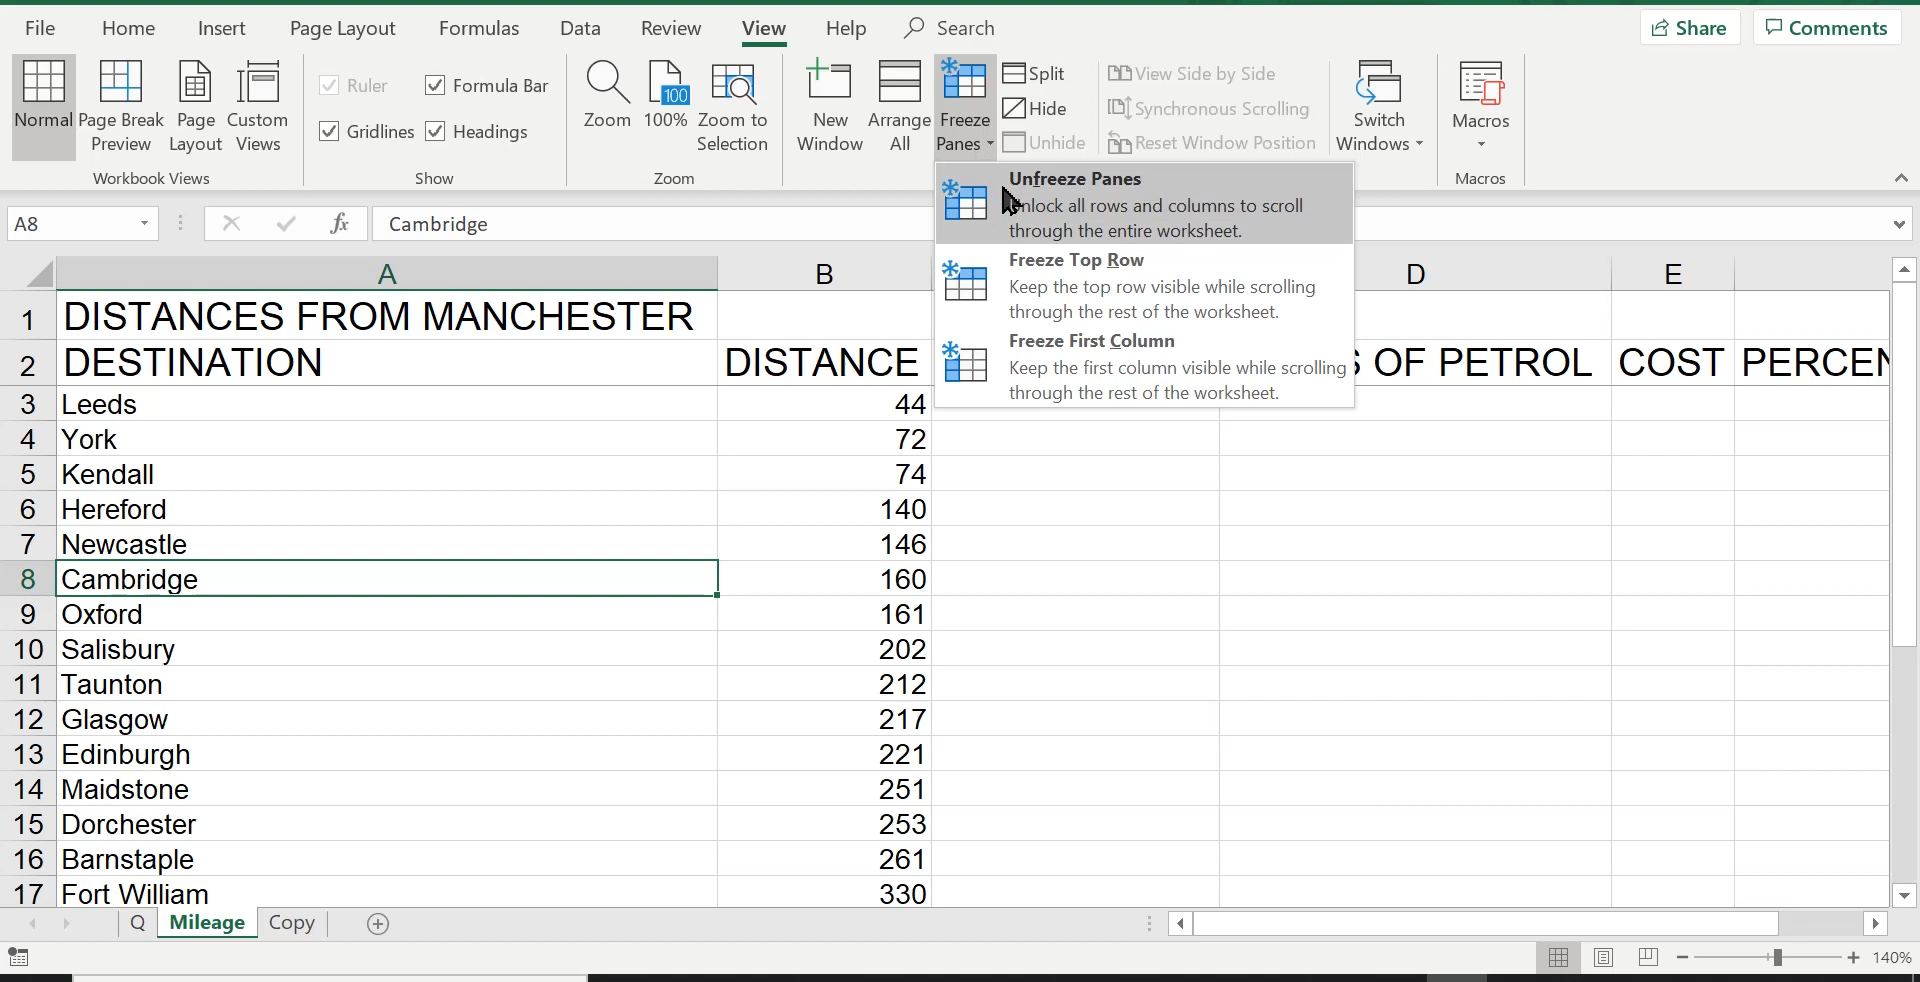 File Home Insert Page Layout Formulas Data Review View Help Search Share Comments
Ruler Formula Bar
Gridlines Headings
Normal Page Break Preview Page Layout Custom Views
Zoom 100% Zoom to Selection
100
New Window Arrange All Freeze Panes
Split View Side by Side
Hide Synchronous Scrolling
Unhide Reset Window Position
Switch Windows Macros
Workbook Views Show Zoom Macros
Unfreeze Panes
all rows and columns to scroll
through the entire worksheet.
Freeze Top Row
Keep the top row visible while scrolling
through the rest of the worksheet.
Freeze First Column
Keep the first column visible while scrolling
through the rest of the worksheet.
A8 fx Cambridge
A B D E
1 DISTANCES FROM MANCHESTER
2 DESTINATION DISTANCE OF PETROL COST PERCEN
3 Leeds 44
4 York 72
5 Kendall 74
6 Hereford 140
7 Newcastle 146
8 Cambridge 160
9 Oxford 161
10 Salisbury 202
11 Taunton 212
12 Glasgow 217
13 Edinburgh 221
14 Maidstone 251
15 Dorchester 253
16 Barnstaple 261
17 Fort William 330
Q Mileage Copy
140%